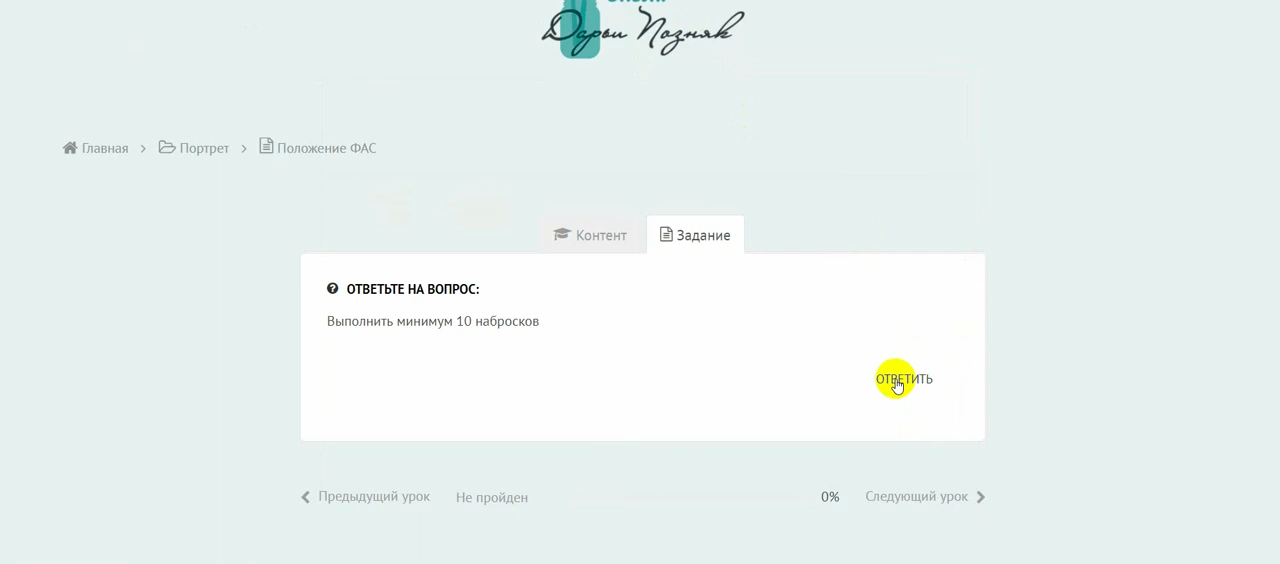 Дарьи Позняк
Главная
Портрет
Положение ФАС
Контент
Задание
ОТВЕТЬТЕ НА ВОПРОС:
Выполнить минимум 10 набросков
ОТВЕТИТЬ
Предыдущий урок
Не пройден
0%
Следующий урок